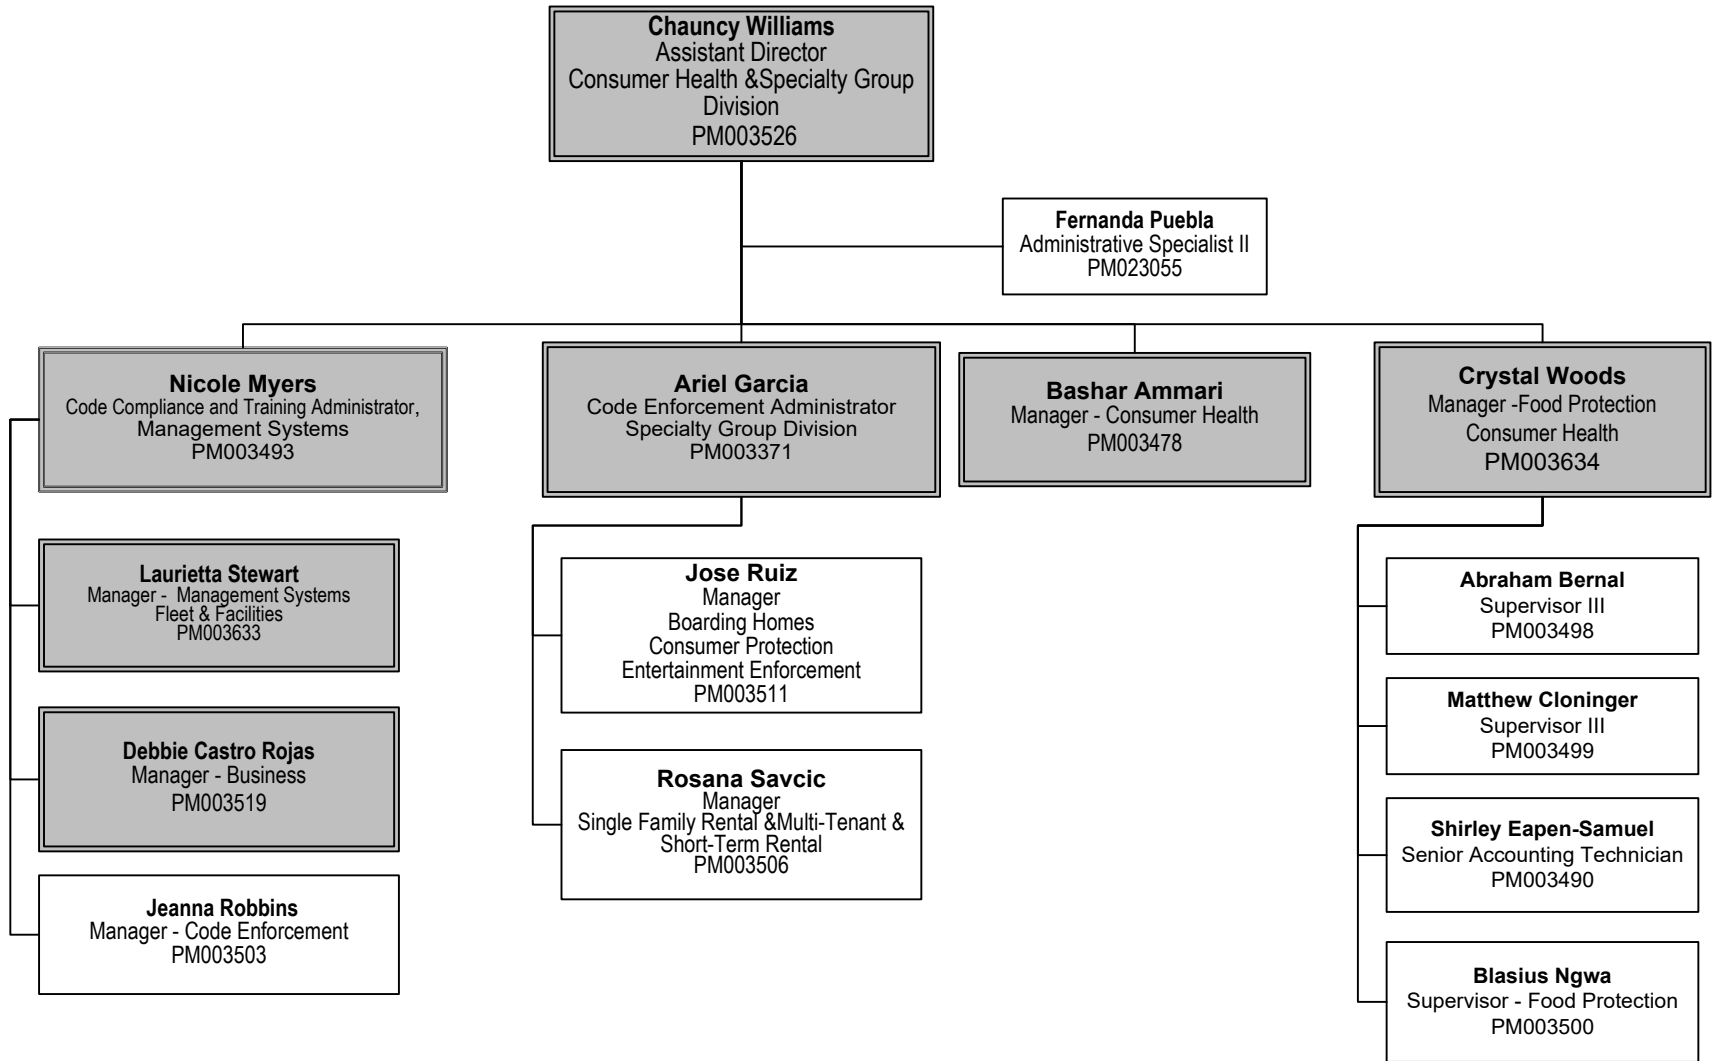 Chauncy Williams
Assistant Director
Consumer Health &Specialty Group
Division
PM003526
Fernanda Puebla
Administrative Specialist II
PM023055
Nicole Myers
Code Compliance and Training Administrator,
Management Systems
PM003493
Ariel Garcia
Code Enforcement Administrator
Specialty Group Division
PM003371
Bashar Ammari
Manager - Consumer Health
PM003478
Crystal Woods
Manager -Food Protection
Consumer Health
PM003634
Laurietta Stewart
Manager - Management Systems
Fleet & Facilities
PM003633
Debbie Castro Rojas
Manager - Business
PM003519
Jeanna Robbins
Manager - Code Enforcement
PM003503
Jose Ruiz
Manager
Boarding Homes
Consumer Protection
Entertainment Enforcement
PM003511
Rosana Savcic
Manager
Single Family Rental &Multi-Tenant &
Short-Term Rental
PM003506
Abraham Bernal
Supervisor III
PM003498
Matthew Cloninger
Supervisor III
PM003499
Shirley Eapen-Samuel
Senior Accounting Technician
PM003490
Blasius Ngwa
Supervisor - Food Protection
PM003500